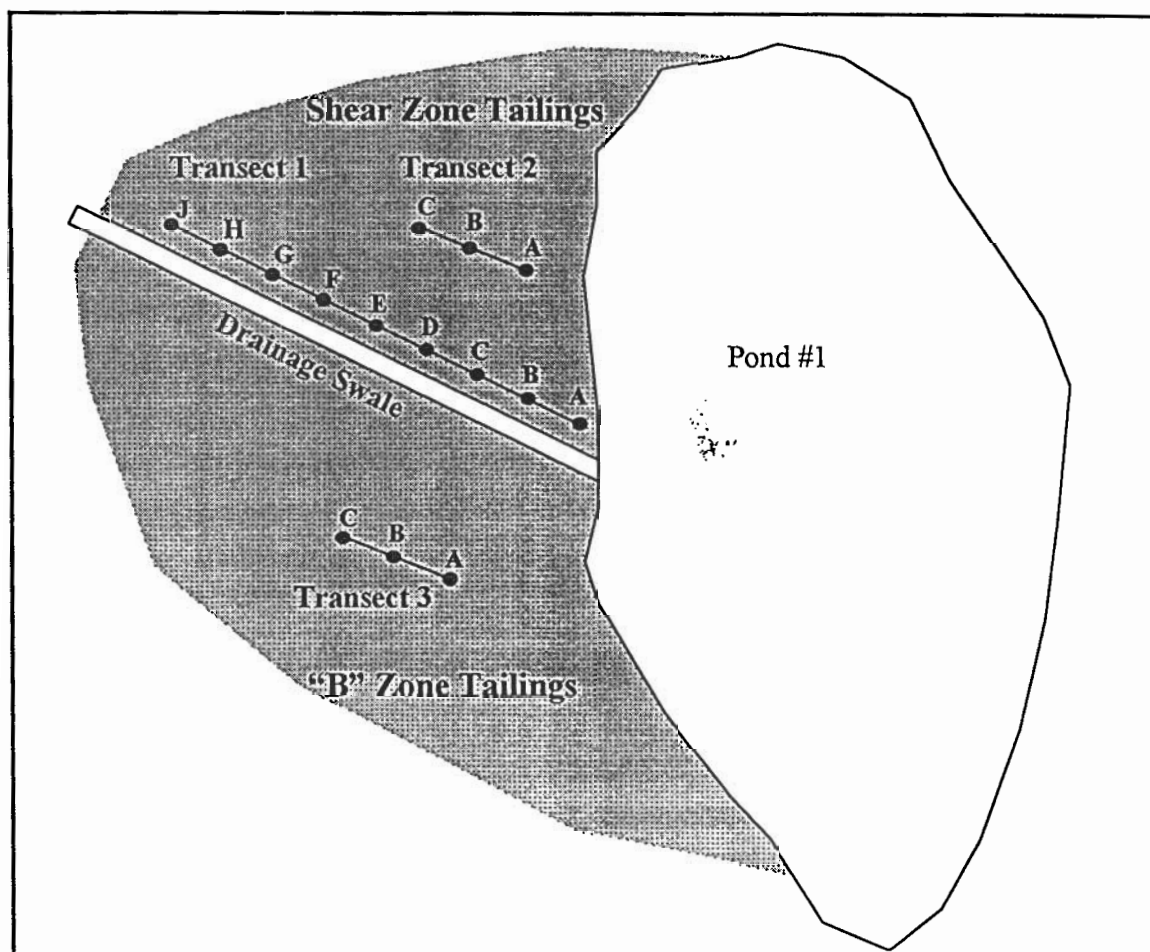 Shear Zone Tailings
Transect 1
Transect 2
J
H
G
F
E
D
C
B
A
C
B
A
Drainage Swale
Pond #1
C
B
A
Transect 3
“B” Zone Tailings